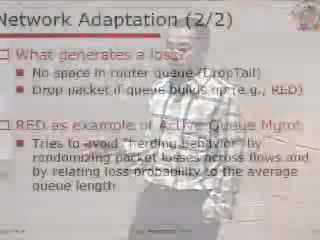 Network Adaptation (2/2)
What generates a loss?
No space in router queue (DropTail)
Drop packet if queue builds up (e.g., RED)
RED as example of Active Queue Mgmt
Tries to avoid "herding behavior" by
randomizing packet losses across flows and
by relating loss probability to the average
queue length